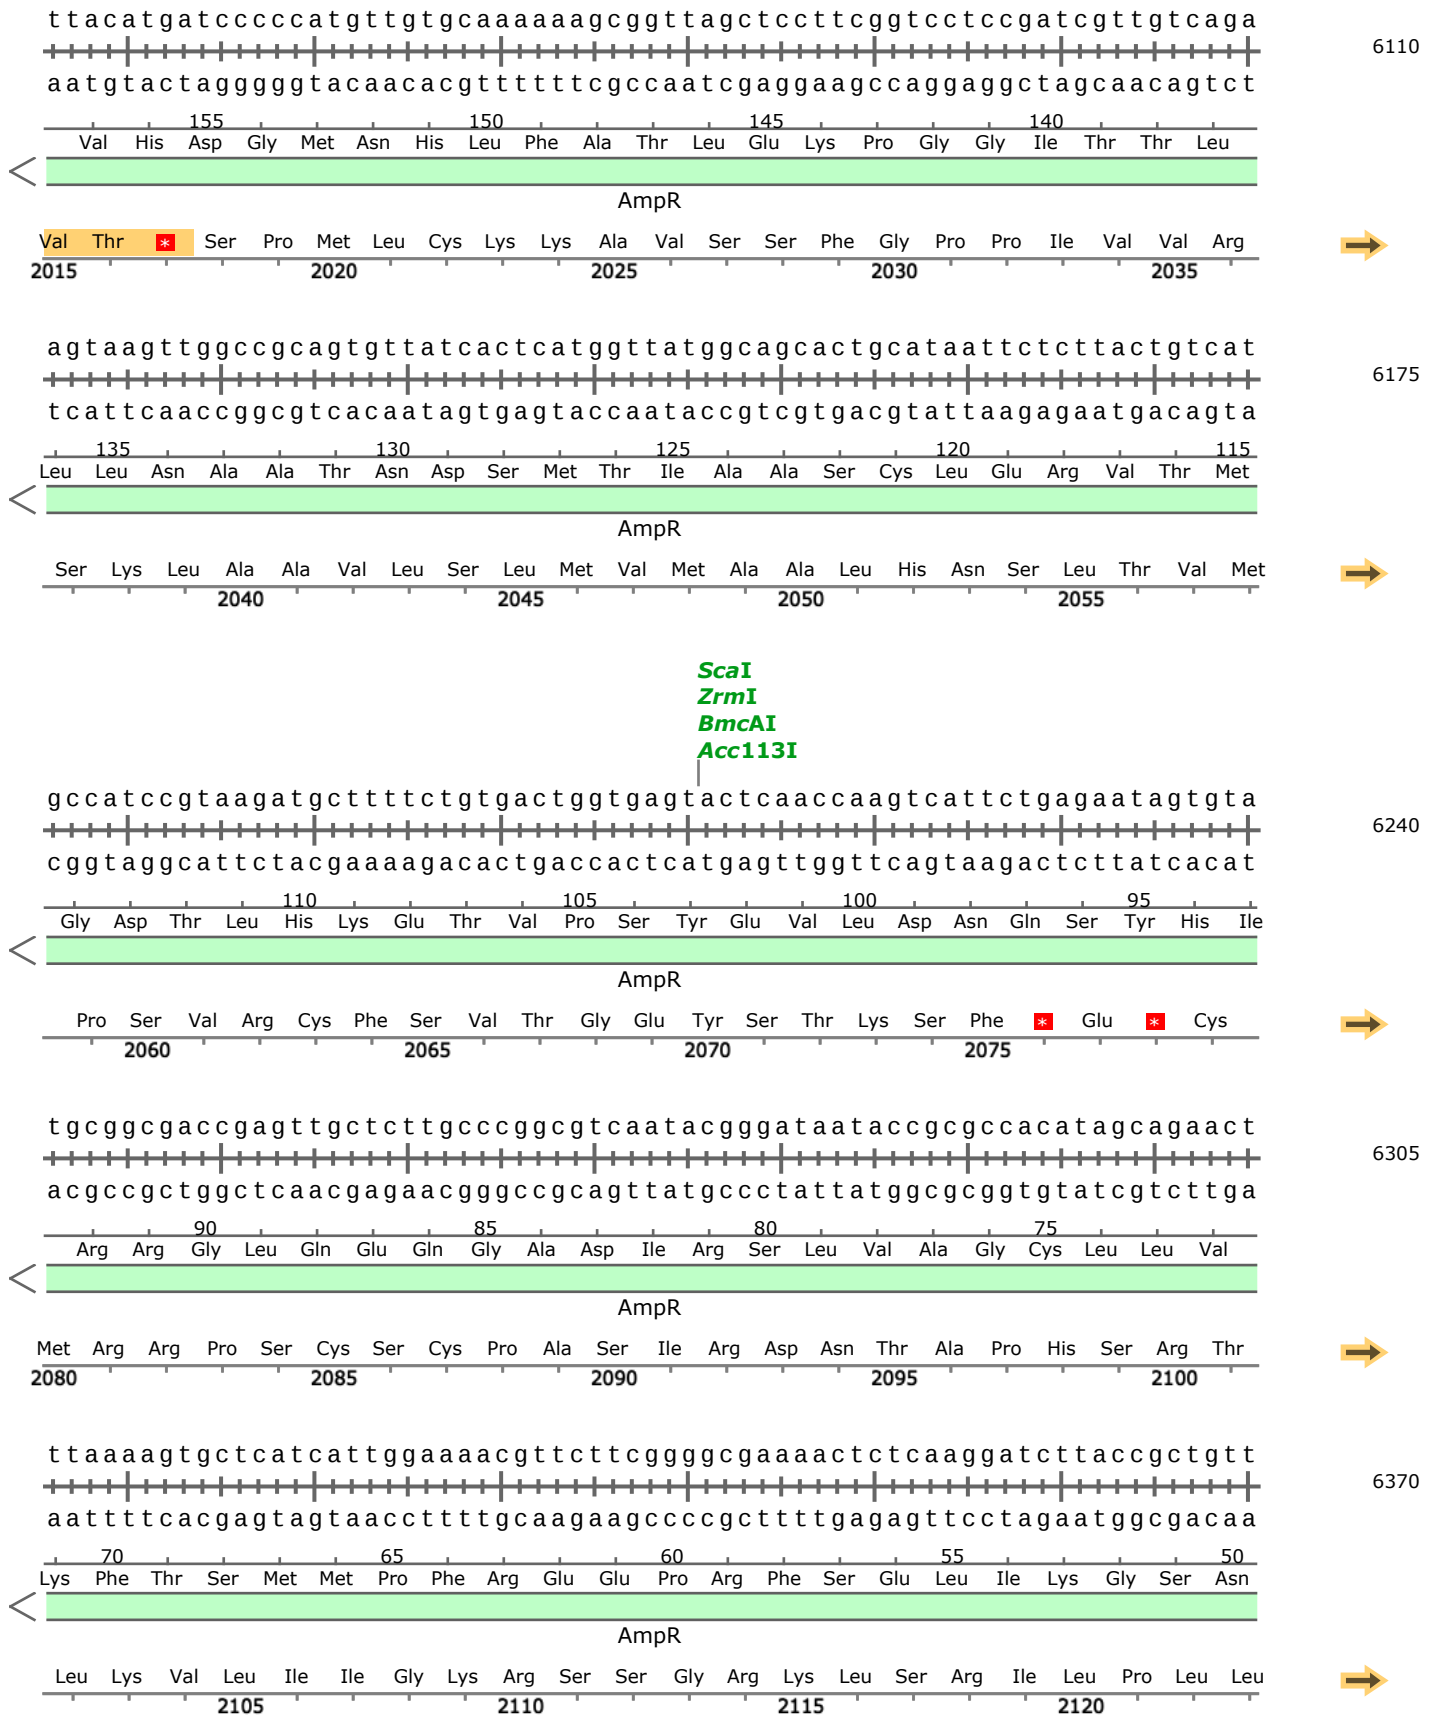 ttacatgatcccccatgttgtgcaaaaaagcggttagctccttcggtcctccgatcgttgtcaga
6110
aatgtactagggggtacaacacgttttttcgccaatcgaggaagccaggaggctagcaacagtct
155 150 145 140
Val His Asp Gly Met Asn His Leu Phe Ala Thr Leu Glu Lys Pro Gly Gly Ile Thr Thr Leu
AmpR
Val Thr * Ser Pro Met Leu Cys Lys Lys Ala Val Ser Ser Phe Gly Pro Pro Ile Val Val Arg
2015 2020 2025 2030 2035
agtaagttggccgcagtgttatcactcatggttatggcagcactgcataattctcttactgtcat
6175
tcattcaaccggcgtcacaatagtgagtaccaataccgtcgtgacgtattaagagaatgacagta
135 130 125 120 115
Leu Leu Asn Ala Ala Thr Asn Asp Ser Met Thr Ile Ala Ala Ser Cys Leu Glu Arg Val Thr Met
AmpR
Ser Lys Leu Ala Ala Val Leu Ser Leu Met Val Met Ala Ala Leu His Asn Ser Leu Thr Val Met
2040 2045 2050 2055
ScaI
ZrmI
BmcAI
Acc113I
gccatccgtaagatgcttttctgtgactggtgagtactcaaccaagtcattctgagaatagtgta
6240
cggtaggcattctacgaaaagacactgaccactcatgagttggttcagtaagactcttatcacat
110 105 100 95
Gly Asp Thr Leu His Lys Glu Thr Val Pro Ser Tyr Glu Val Leu Asp Asn Gln Ser Tyr His Ile
AmpR
Pro Ser Val Arg Cys Phe Ser Val Thr Gly Glu Tyr Ser Thr Lys Ser Phe * Glu * Cys
2060 2065 2070 2075
tgcggcgaccgagttgctcttgcccggcgtcaatacgggataataccgcgccacatagcagaact
6305
acgccgctggctcaacgagaacgggccgcagttatgccctattatggcgcggtgtatcgtcttga
90 85 80 75
Arg Arg Gly Leu Gln Glu Gln Gly Ala Asp Ile Arg Ser Leu Val Ala Gly Cys Leu Leu Val
AmpR
Met Arg Arg Pro Ser Cys Ser Cys Pro Ala Ser Ile Arg Asp Asn Thr Ala Pro His Ser Arg Thr
2080 2085 2090 2095 2100
ttaaaagtgctcatcattggaaaacgttcttcggggcgaaaactctcaaggatcttaccgctgtt
6370
aattttcacgagtagtaaccttttgcaagaagccccgcttttgagagttcctagaatggcgacaa
70 65 60 55 50
Lys Phe Thr Ser Met Met Pro Phe Arg Glu Glu Pro Arg Phe Ser Glu Leu Ile Lys Gly Ser Asn
AmpR
Leu Lys Val Leu Ile Ile Gly Lys Arg Ser Ser Gly Arg Lys Leu Ser Arg Ile Leu Pro Leu Leu
2105 2110 2115 2120